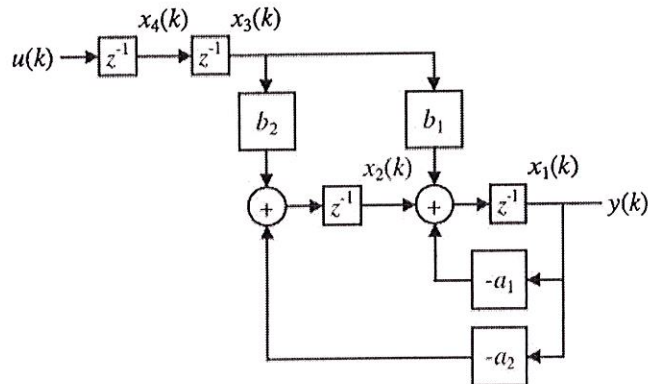 x₄(k) x₃(k)
u(k) z⁻¹ z⁻¹
b₂ b₁
x₂(k) x₁(k)
+ z⁻¹ + z⁻¹ y(k)
-a₁
-a₂